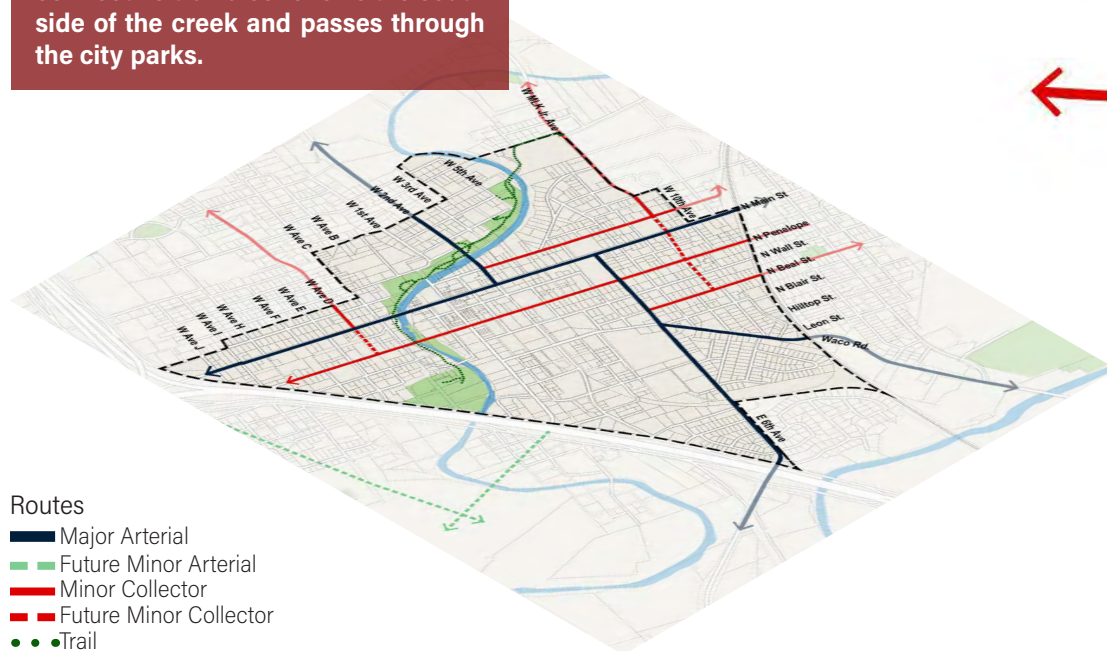 side of the creek and passes through
the city parks.
W MLK Jr. Ave
W 5th Ave
W 3rd Ave
W 2nd Ave
W 1st Ave
W Ave B
W Ave C
W Ave D
W Ave E
W Ave F
W Ave H
W Ave I
W Ave J
W 10th Ave
N Main St.
N Penelope
N Wall St.
N Beal St.
N Blair St.
Hilltop St.
Leon St.
Waco Rd.
E 6th Ave
Routes
Major Arterial
Future Minor Arterial
Minor Collector
Future Minor Collector
Trail